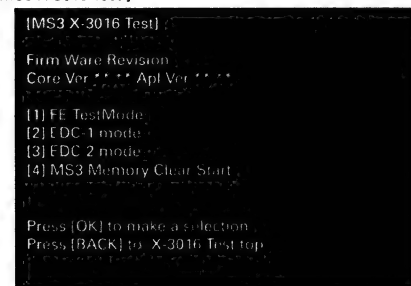 [MS3 X-3016 Test]
Firm Ware Revision
Core Ver **.** Apl Ver **.**
[1] FE TestMode
[2] EDC-1 mode
[3] EDC 2 mode
[4] MS3 Memory Clear Start
Press [OK] to make a selection
Press [BACK] to X-3016 Test top